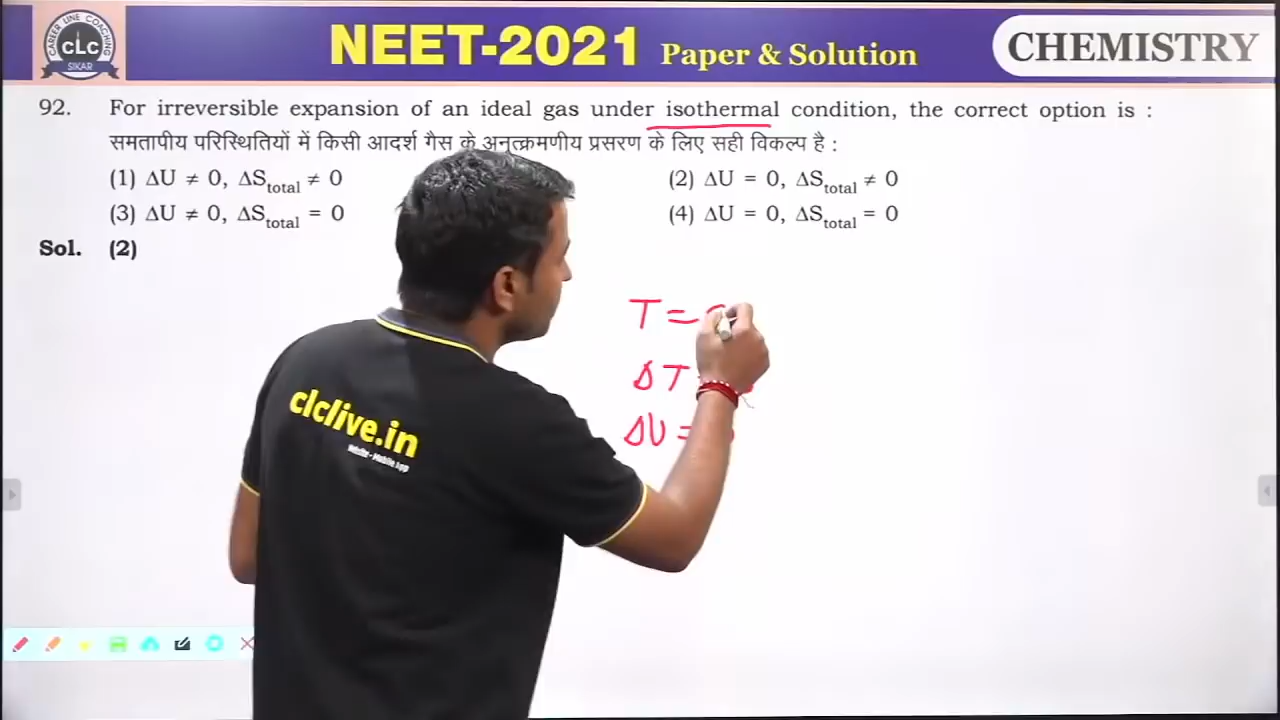 CAREER LINE COACHING
CLC
SIKAR
NEET-2021 Paper & Solution
CHEMISTRY
92. For irreversible expansion of an ideal gas under isothermal condition, the correct option is :
समतापीय परिस्थितियों में किसी आदर्श गैस के अनुत्क्रमणीय प्रसरण के लिए सही विकल्प है :
(1) ΔU ≠ 0, ΔStotal ≠ 0 (2) ΔU = 0, ΔStotal ≠ 0
(3) ΔU ≠ 0, ΔStotal = 0 (4) ΔU = 0, ΔStotal = 0
Sol. (2)
T =
ΔT
ΔU =
clclive.in
Website - Mobile App